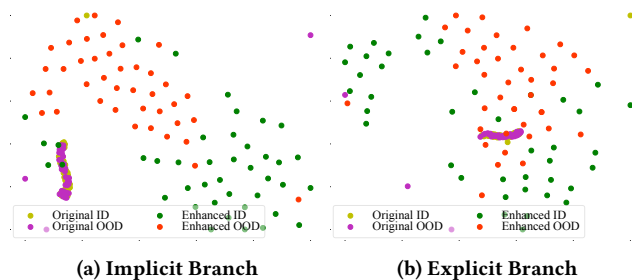 Original ID Enhanced ID
Original OOD Enhanced OOD
(a) Implicit Branch
Original ID Enhanced ID
Original OOD Enhanced OOD
(b) Explicit Branch